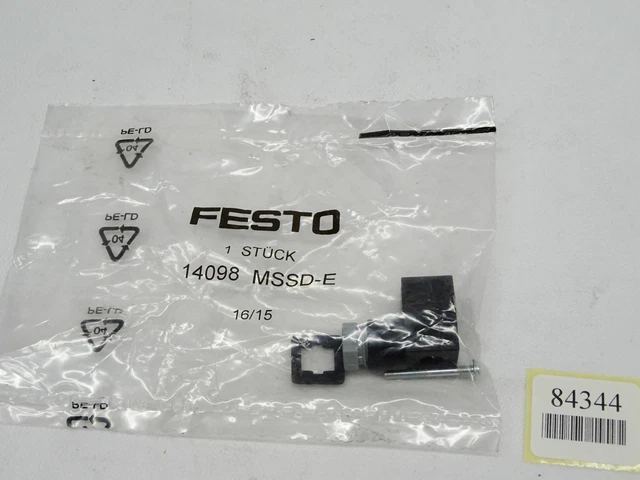 PE-LD
04
FESTO
PE-LD
04
1 STÜCK
14098 MSSD-E
PE-LD
04
16/15
PE-LD
84344